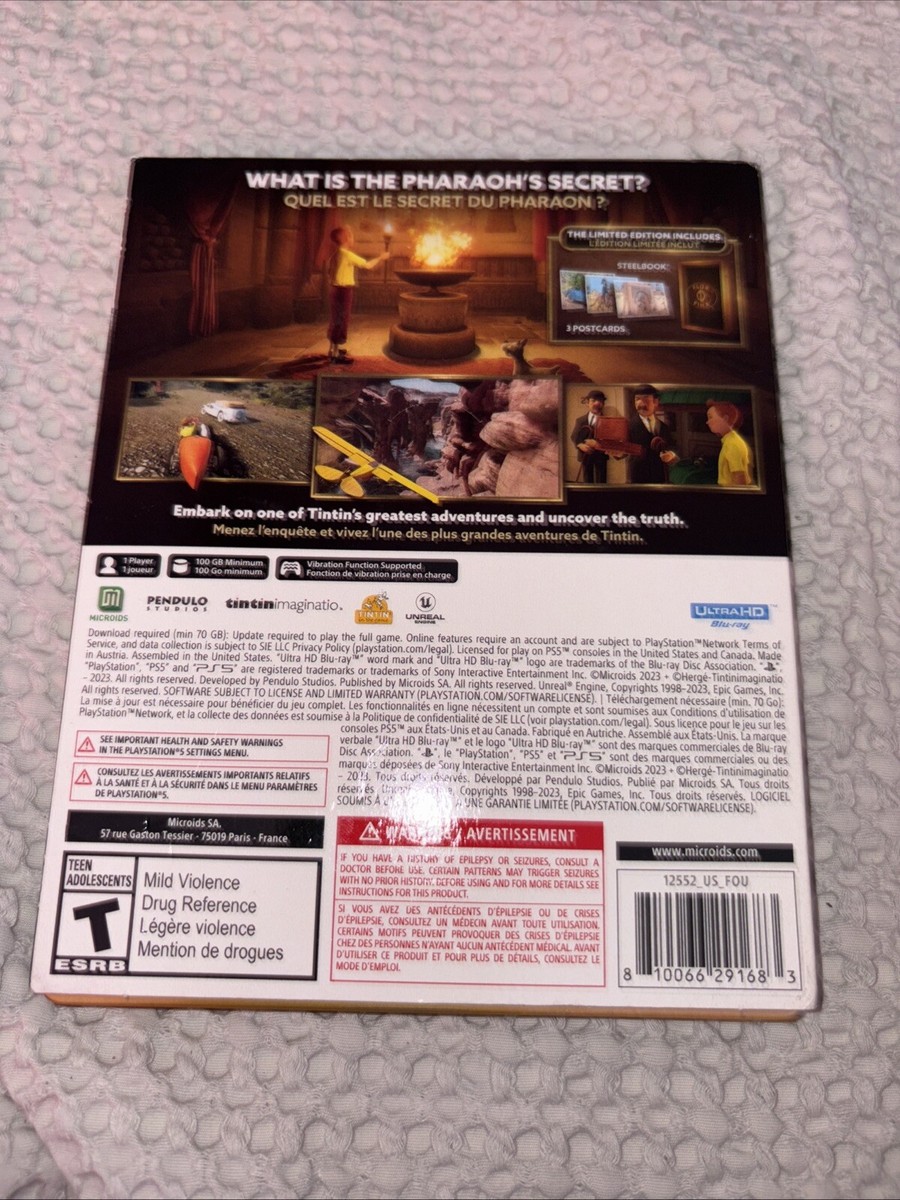 WHAT IS THE PHARAOH'S SECRET?
QUEL EST LE SECRET DU PHARAON ?
THE LIMITED EDITION INCLUDES
L'ÉDITION LIMITÉE INCLUT
STEELBOOK
3 POSTCARDS
Embark on one of Tintin's greatest adventures and uncover the truth.
Menez l'enquête et vivez l'une des plus grandes aventures de Tintin.
1 Player
1 joueur
100 GB Minimum
100 Go minimum
Vibration Function Supported
Fonction de vibration prise en charge
MICROIDS
PENDULO
STUDIOS
tintinimaginatio
TINTIN
UNREAL
ENGINE
ULTRA HD
Blu-ray™
Download required (min 70 GB): Update required to play the full game. Online features require an account and are subject to PlayStation™Network Terms of
Service, and data collection is subject to SIE LLC Privacy Policy (playstation.com/legal). Licensed for play on PS5™ consoles in the United States and Canada. Made
in Austria. Assembled in the United States. "Ultra HD Blu-ray™" word mark and "Ultra HD Blu-ray™" logo are trademarks of the Blu-ray Disc Association. " ",
"PlayStation", "PS5" and "PS5" are registered trademarks or trademarks of Sony Interactive Entertainment Inc. ©Microids 2023 • ©Hergé-Tintinimaginatio
- 2023. All rights reserved. Developed by Pendulo Studios. Published by Microids SA. All rights reserved. Unreal® Engine, Copyrights 1998–2023, Epic Games, Inc.
All rights reserved. SOFTWARE SUBJECT TO LICENSE AND LIMITED WARRANTY (PLAYSTATION.COM/SOFTWARELICENSE). | Téléchargement nécessaire (min. 70 Go):
La mise à jour est nécessaire pour bénéficier du jeu complet. Les fonctionnalités en ligne nécessitent un compte et sont soumises aux Conditions d'utilisation de
PlayStation™Network, et la collecte des données est soumise à la Politique de confidentialité de SIE LLC (voir playstation.com/legal). Sous licence pour le jeu sur les
consoles PS5™ aux États-Unis et au Canada. Fabriqué en Autriche. Assemblé aux États-Unis. La marque
verbale "Ultra HD Blu-ray™" et le logo "Ultra HD Blu-ray™" sont des marques commerciales de Blu-ray
Disc Association. " ", le "PlayStation", "PS5" et "PS5" sont des marques commerciales ou des
marques déposées de Sony Interactive Entertainment Inc. ©Microids 2023 • ©Hergé-Tintinimaginatio
- 2023. Tous droits réservés. Développé par Pendulo Studios. Publié par Microids SA. Tous droits
réservés Copyrights 1998–2023, Epic Games, Inc. Tous droits réservés. LOGICIEL
SOUMIS À UNE GARANTIE LIMITÉE (PLAYSTATION.COM/SOFTWARELICENSE).
SEE IMPORTANT HEALTH AND SAFETY WARNINGS
IN THE PLAYSTATION®5 SETTINGS MENU.
CONSULTEZ LES AVERTISSEMENTS IMPORTANTS RELATIFS
À LA SANTÉ ET À LA SÉCURITÉ DANS LE MENU PARAMÈTRES
DE PLAYSTATION®5.
Microids SA.
57 rue Gaston Tessier - 75019 Paris - France
TEEN
ADOLESCENTS
T
ESRB
Mild Violence
Drug Reference
Légère violence
Mention de drogues
WARNING / AVERTISSEMENT
IF YOU HAVE A HISTORY OF EPILEPSY OR SEIZURES, CONSULT A
DOCTOR BEFORE USE. CERTAIN PATTERNS MAY TRIGGER SEIZURES
WITH NO PRIOR HISTORY. BEFORE USING AND FOR MORE DETAILS SEE
INSTRUCTIONS FOR THIS PRODUCT.
SI VOUS AVEZ DES ANTÉCÉDENTS D'ÉPILEPSIE OU DE CRISES
D'ÉPILEPSIE, CONSULTEZ UN MÉDECIN AVANT TOUTE UTILISATION.
CERTAINS MOTIFS PEUVENT PROVOQUER DES CRISES D'ÉPILEPSIE
CHEZ DES PERSONNES N'AYANT AUCUN ANTÉCÉDENT MÉDICAL. AVANT
D'UTILISER CE PRODUIT ET POUR PLUS DE DÉTAILS, CONSULTEZ LE
MODE D'EMPLOI.
www.microids.com
12552_US_FOU
8 10066 29168 3